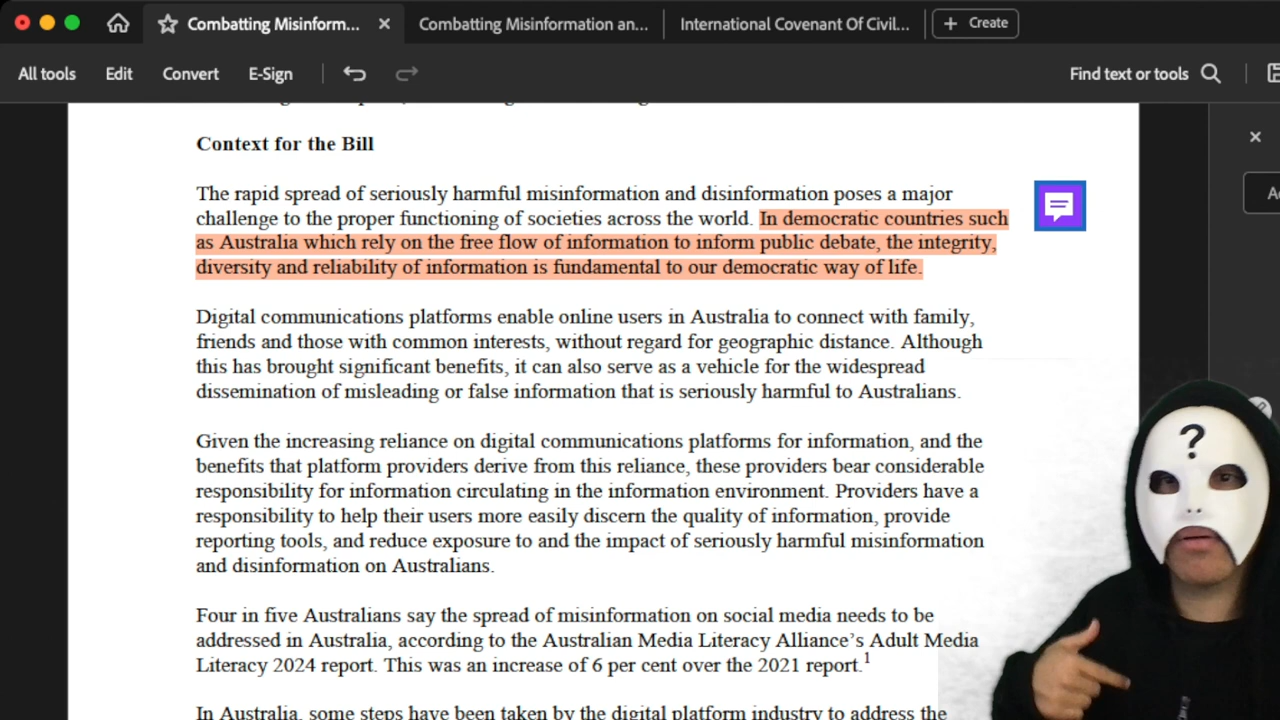 Combatting Misinform...
Combatting Misinformation an...
International Covenant Of Civil...
+ Create
All tools
Edit
Convert
E-Sign
Find text or tools
Context for the Bill
The rapid spread of seriously harmful misinformation and disinformation poses a major
challenge to the proper functioning of societies across the world. In democratic countries such
as Australia which rely on the free flow of information to inform public debate, the integrity,
diversity and reliability of information is fundamental to our democratic way of life.
Digital communications platforms enable online users in Australia to connect with family,
friends and those with common interests, without regard for geographic distance. Although
this has brought significant benefits, it can also serve as a vehicle for the widespread
dissemination of misleading or false information that is seriously harmful to Australians.
Given the increasing reliance on digital communications platforms for information, and the
benefits that platform providers derive from this reliance, these providers bear considerable
responsibility for information circulating in the information environment. Providers have a
responsibility to help their users more easily discern the quality of information, provide
reporting tools, and reduce exposure to and the impact of seriously harmful misinformation
and disinformation on Australians.
?
Four in five Australians say the spread of misinformation on social media needs to be
addressed in Australia, according to the Australian Media Literacy Alliance’s Adult Media
Literacy 2024 report. This was an increase of 6 per cent over the 2021 report.1
In Australia, some steps have been taken by the digital platform industry to address the